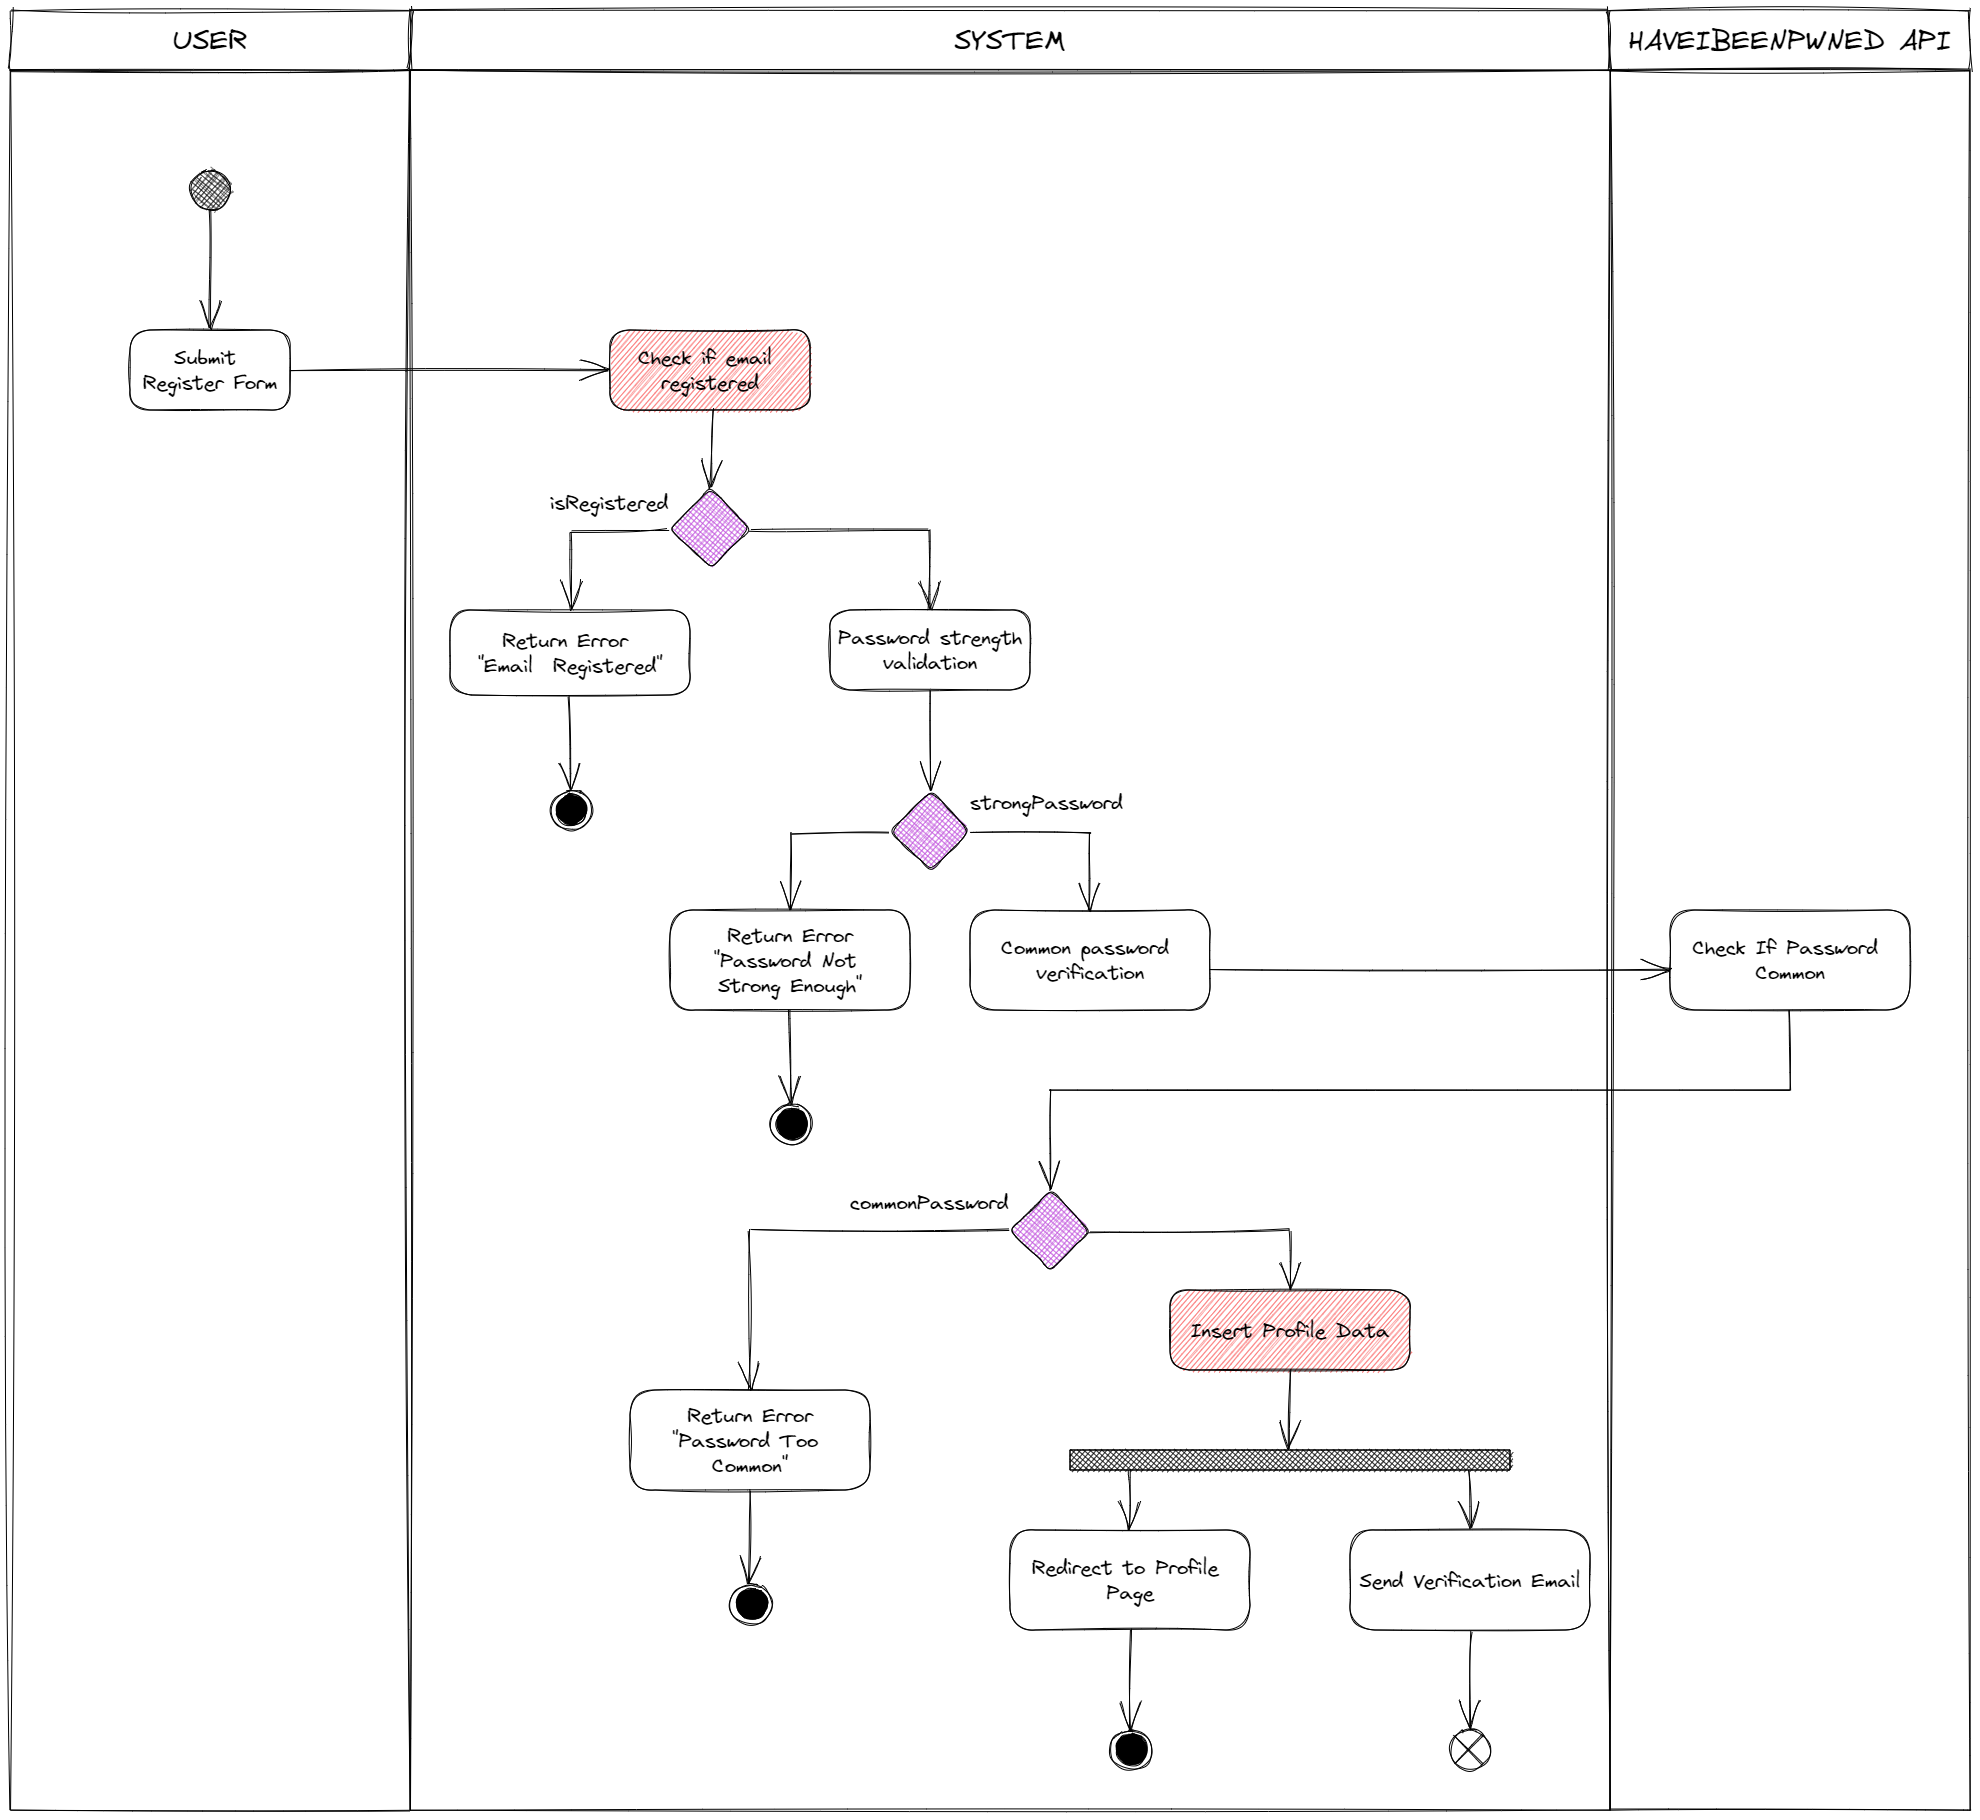 USER
SYSTEM
HAVEIBEENPWNED API
Submit
Register Form
Check if email
registered
isRegistered
Return Error
"Email Registered"
Password strength
validation
strongPassword
Return Error
"Password Not
Strong Enough"
Common password
verification
Check If Password
Common
commonPassword
Insert Profile Data
Return Error
"Password Too
Common"
Redirect to Profile
Page
Send Verification Email